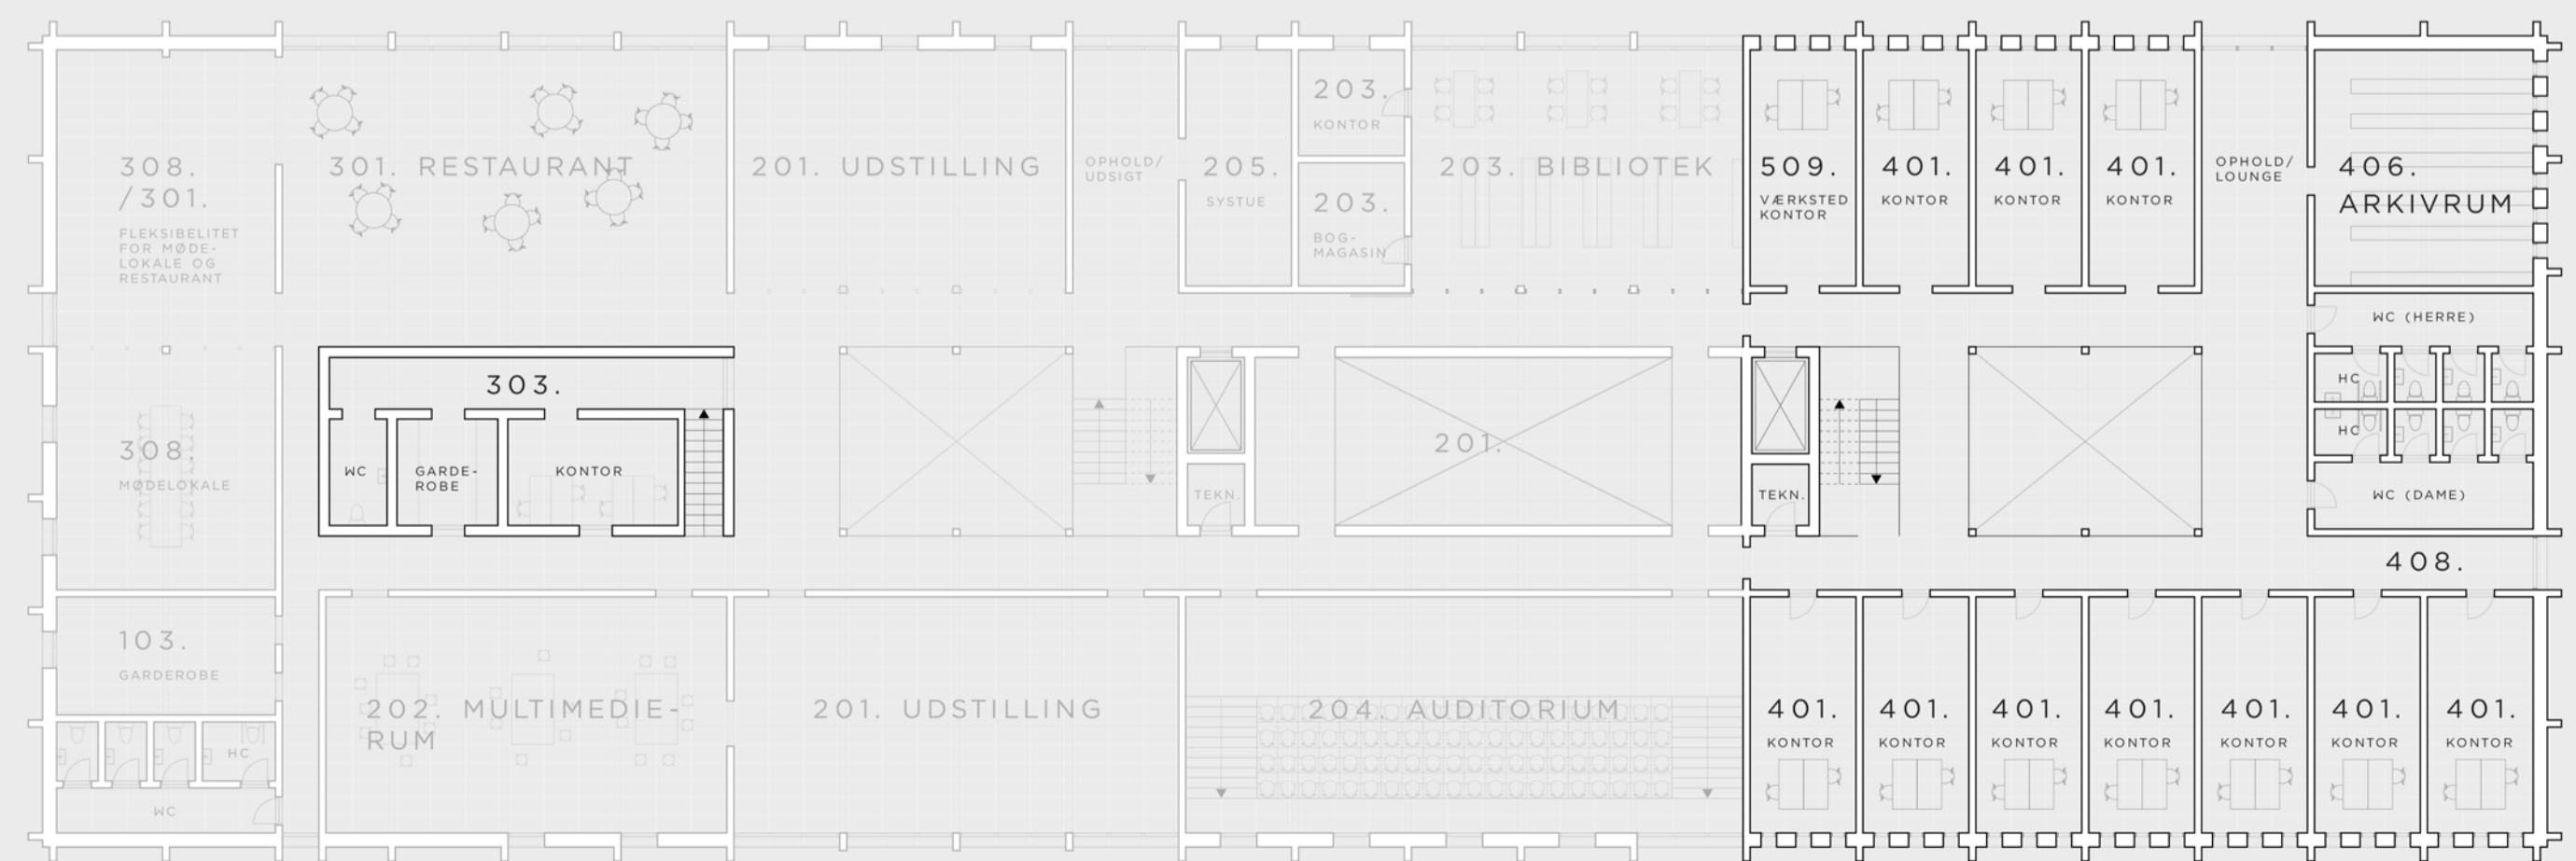 308.
/301.
FLEKSIBELITET
FOR MØDE-
LOKALE OG
RESTAURANT
301. RESTAURANT
201. UDSTILLING
OPHOLD/
UDSIGT
205.
SYSTUE
203.
KONTOR
203.
BOG-
MAGASIN
203. BIBLIOTEK
509.
VÆRKSTED
KONTOR
401.
KONTOR
401.
KONTOR
401.
KONTOR
OPHOLD/
LOUNGE
406.
ARKIVRUM
WC (HERRE)
HC
HC
WC (DAME)
308.
MØDELOKALE
303.
WC
GARDE-
ROBE
KONTOR
TEKN.
201.
TEKN.
408.
103.
GARDEROBE
HC
WC
202. MULTIMEDIE-
RUM
201. UDSTILLING
204. AUDITORIUM
401.
KONTOR
401.
KONTOR
401.
KONTOR
401.
KONTOR
401.
KONTOR
401.
KONTOR
401.
KONTOR